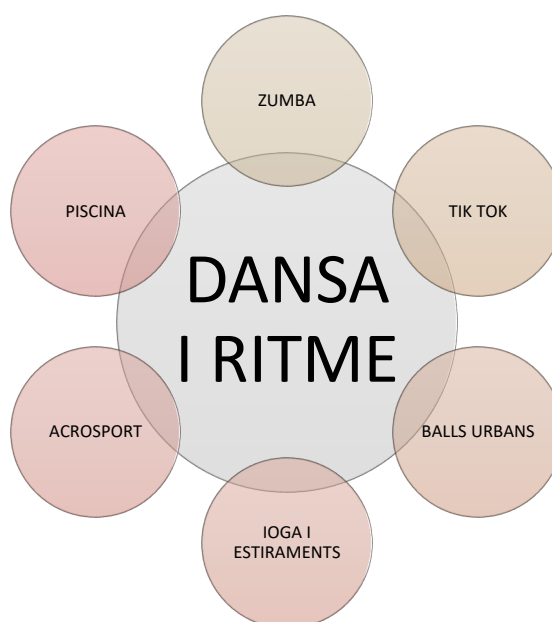 ZUMBA
PISCINA
TIK TOK
DANSA
I RITME
ACROSPORT
BALLS URBANS
IOGA I
ESTIRAMENTS